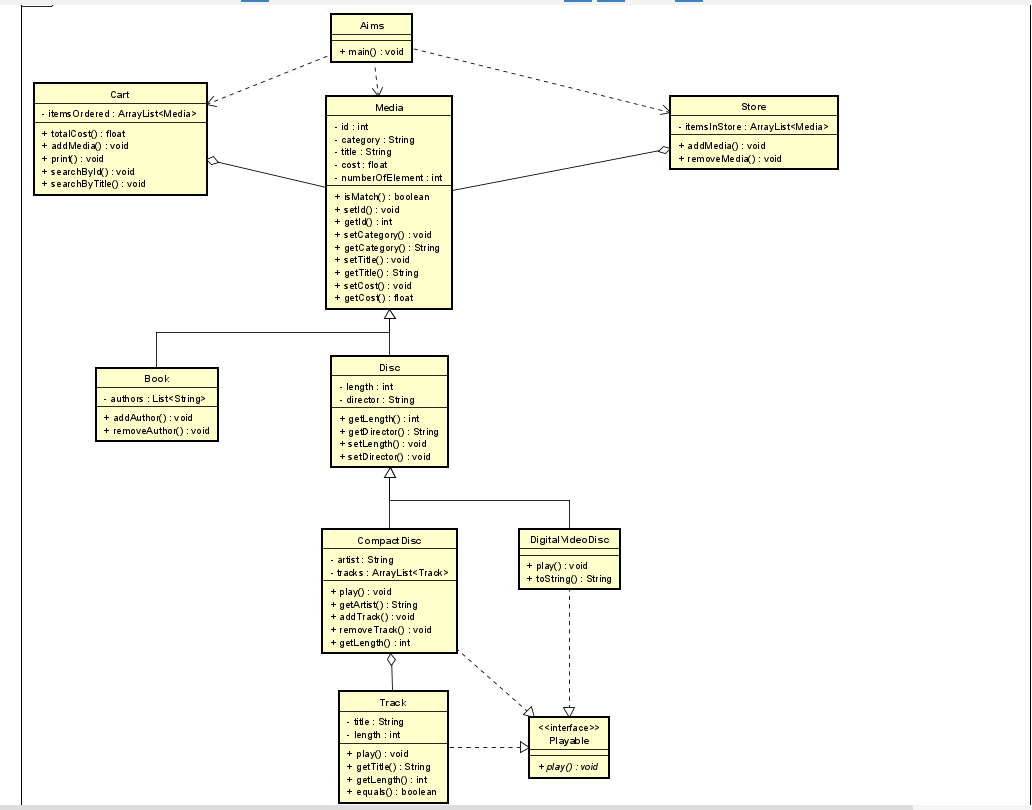 Aims
+ main() : void
Cart
- itemsOrdered : ArrayList<Media>
+ totalCost() : float
+ addMedia() : void
+ print() : void
+ searchById() : void
+ searchByTitle() : void
Media
- id : int
- category : String
- title : String
- cost : float
- numberOfElement : int
+ isMatch() : boolean
+ setId() : void
+ getId() : int
+ setCategory() : void
+ getCategory() : String
+ setTitle() : void
+ getTitle() : String
+ setCost() : void
+ getCost() : float
Store
- itemsInStore : ArrayList<Media>
+ addMedia() : void
+ removeMedia() : void
Book
- authors : List<String>
+ addAuthor() : void
+ removeAuthor() : void
Disc
- length : int
- director : String
+ getLength() : int
+ getDirector() : String
+ setLength() : void
+ setDirector() : void
CompactDisc
- artist : String
- tracks : ArrayList<Track>
+ play() : void
+ getArtist() : String
+ addTrack() : void
+ removeTrack() : void
+ getLength() : int
DigitalVideoDisc
+ play() : void
+ toString() : String
Track
- title : String
- length : int
+ play() : void
+ getTitle() : String
+ getLength() : int
+ equals() : boolean
<<interface>>
Playable
+ play() : void